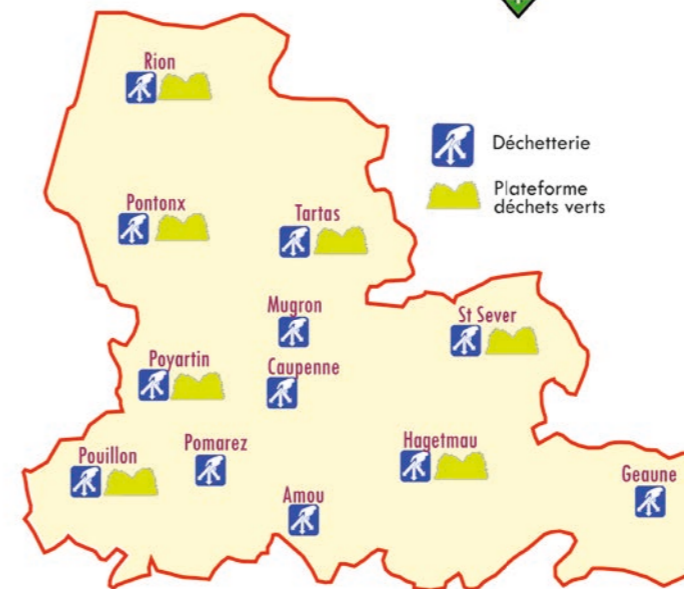 Rion
Déchetterie
Plateforme
déchets verts
Pontonx
Tartas
Mugron
St Sever
Poyartin
Caupenne
Pouillon
Pomarez
Hagetmau
Geaune
Amou